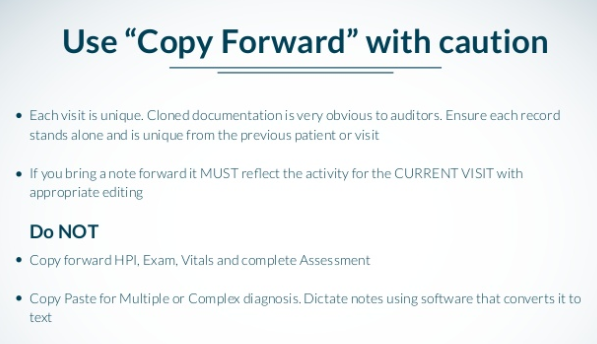 Use “Copy Forward” with caution
• Each visit is unique. Cloned documentation is very obvious to auditors. Ensure each record
stands alone and is unique from the previous patient or visit
• If you bring a note forward it MUST reflect the activity for the CURRENT VISIT with
appropriate editing
Do NOT
• Copy forward HPI, Exam, Vitals and complete Assessment
• Copy Paste for Multiple or Complex diagnosis. Dictate notes using software that converts it to
text